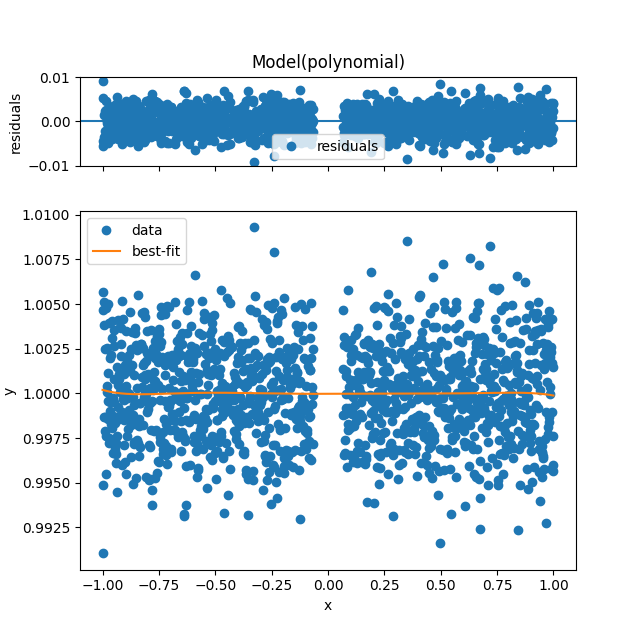 Model(polynomial)
0.01
0.00
−0.01
residuals
residuals
1.0100
1.0075
1.0050
1.0025
1.0000
0.9975
0.9950
0.9925
y
data
best-fit
−1.00 −0.75 −0.50 −0.25 0.00 0.25 0.50 0.75 1.00
x